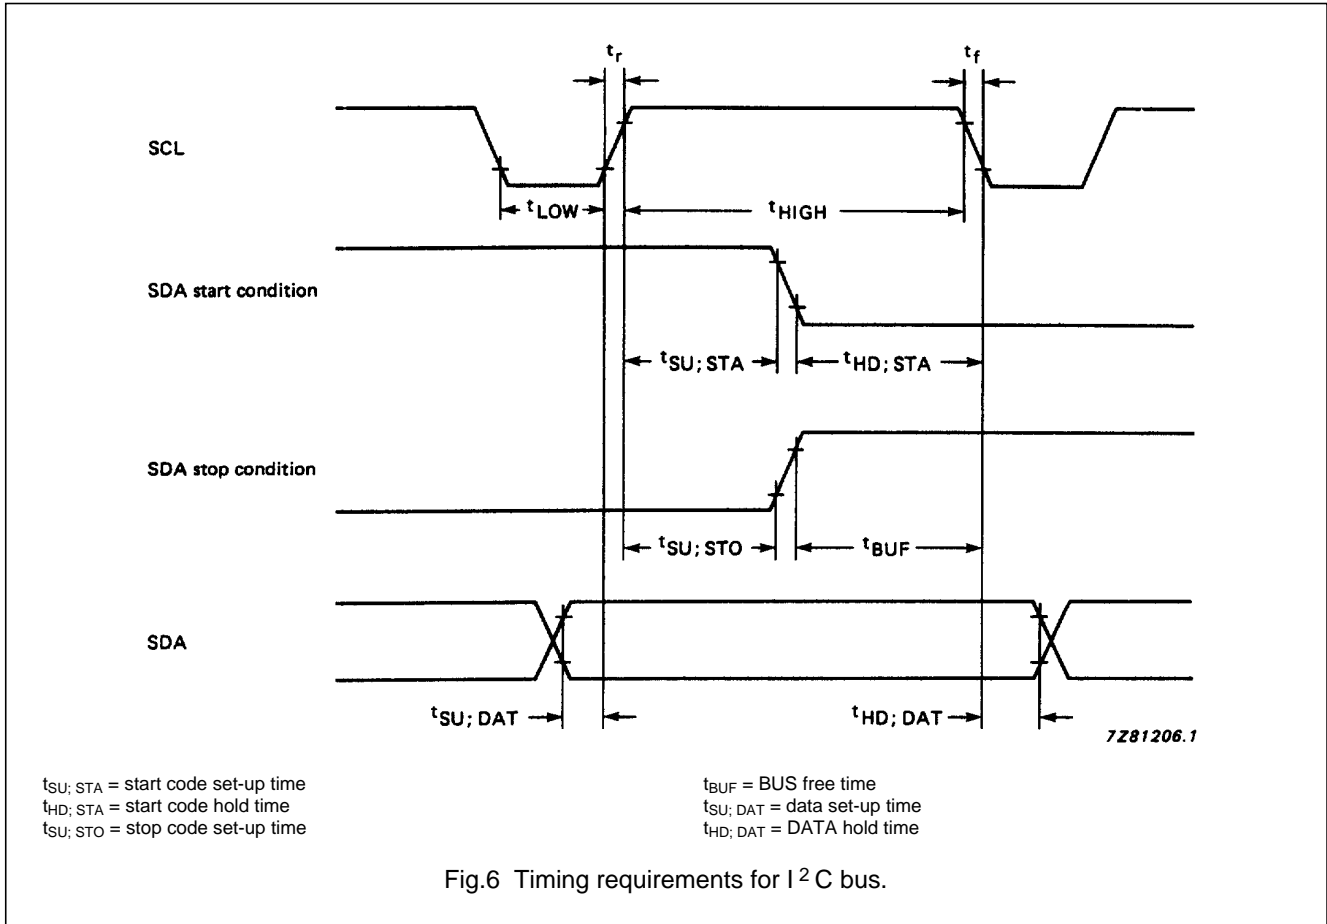 t_r t_f
SCL
t_LOW t_HIGH
SDA start condition
t_SU; STA t_HD; STA
SDA stop condition
t_SU; STO t_BUF
SDA
t_SU; DAT t_HD; DAT
7Z81206.1
t_SU; STA = start code set-up time
t_HD; STA = start code hold time
t_SU; STO = stop code set-up time
t_BUF = BUS free time
t_SU; DAT = data set-up time
t_HD; DAT = DATA hold time
Fig.6 Timing requirements for I² C bus.